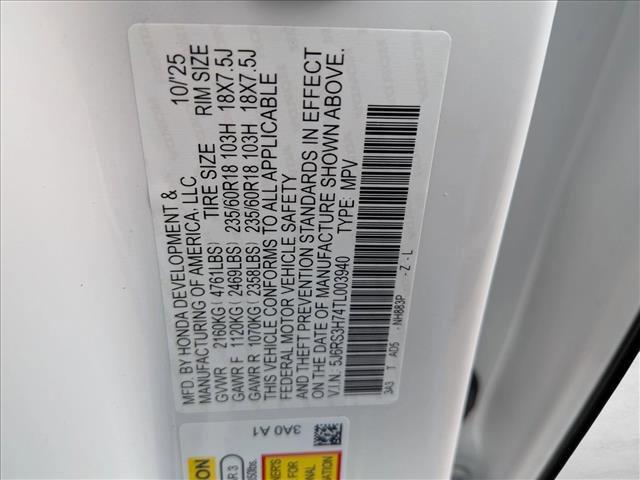 MFD. BY HONDA DEVELOPMENT & 10/'25
MANUFACTURING OF AMERICA, LLC
GVWR 2160KG ( 4761LBS) TIRE SIZE RIM SIZE
GAWR F 1120KG ( 2469LBS) 235/60R18 103H 18X7.5J
GAWR R 1070KG ( 2358LBS) 235/60R18 103H 18X7.5J
THIS VEHICLE CONFORMS TO ALL APPLICABLE
FEDERAL MOTOR VEHICLE SAFETY
AND THEFT PREVENTION STANDARDS IN EFFECT
ON THE DATE OF MANUFACTURE SHOWN ABOVE.
V.I.N.: 5J6RS3H74TL003940 TYPE: MPV
3A3 T AD5 NH883P - Z - L
3A0 A1